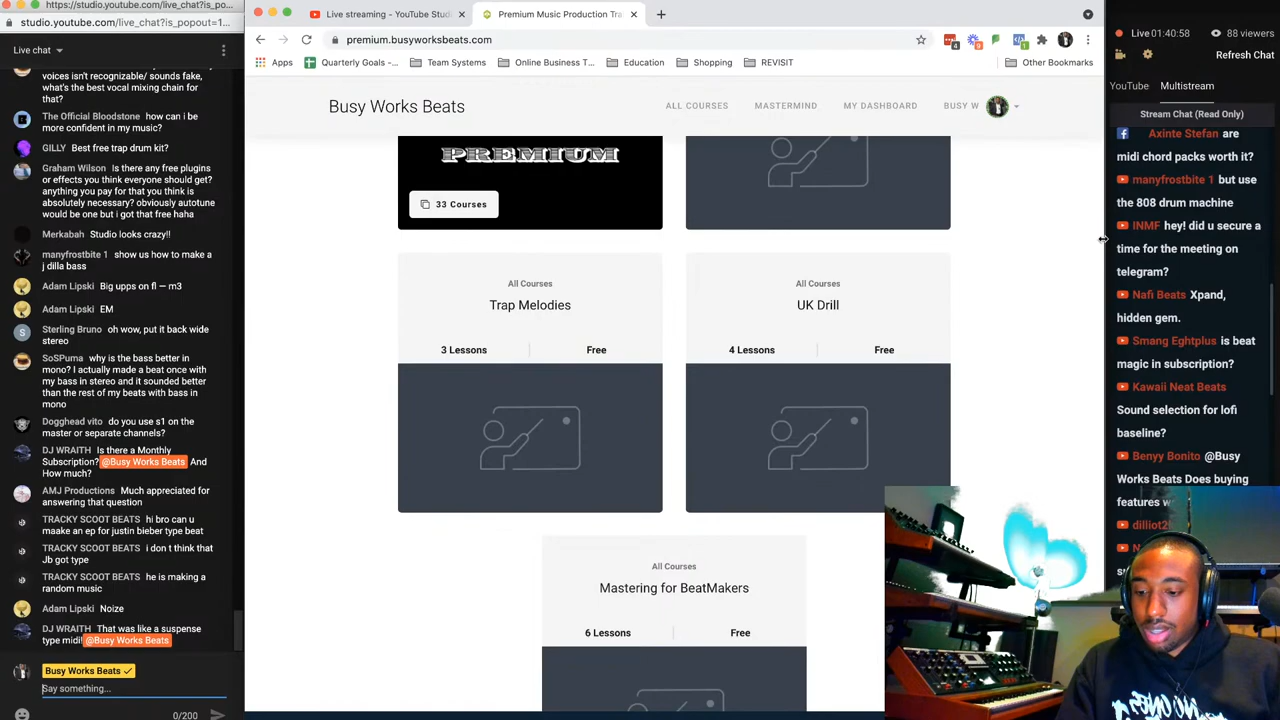 https://studio.youtube.com/live_chat?is_po...
studio.youtube.com/live_chat?is_popout=1...
Live chat
voices isn't recognizable/ sounds fake,
what's the best vocal mixing chain for
that?
The Official Bloodstone how can i be
more confident in my music?
GILLY Best free trap drum kit?
Graham Wilson Is there any free plugins
or effects you think everyone should get?
anything you pay for that you think is
absolutely necessary? obviously autotune
would be one but i got that free haha
Merkabah Studio looks crazy!!
manyfrostbite 1 show us how to make a
j dilla bass
Adam Lipski Big upps on fl — m3
Adam Lipski EM
Sterling Bruno oh wow, put it back wide
stereo
SoSPuma why is the bass better in
mono? I actually made a beat once with
my bass in stereo and it sounded better
than the rest of my beats with bass in
mono
Dogghead vito do you use s1 on the
master or separate channels?
DJ WRAITH Is there a Monthly
Subscription? @Busy Works Beats And
How much?
AMJ Productions Much appreciated for
answering that question
TRACKY SCOOT BEATS hi bro can u
maake an ep for justin bieber type beat
TRACKY SCOOT BEATS i don t think that
Jb got type
TRACKY SCOOT BEATS he is making a
random music
Adam Lipski Noize
DJ WRAITH That was like a suspense
type midi! @Busy Works Beats
Busy Works Beats
Say something...
0/200
Live streaming - YouTube Studi
Premium Music Production Tra
premium.busyworksbeats.com
4
9
1
Apps
Quarterly Goals -...
Team Systems
Online Business T...
Education
Shopping
REVISIT
Other Bookmarks
Busy Works Beats
ALL COURSES
MASTERMIND
MY DASHBOARD
BUSY W
PREMIUM
33 Courses
All Courses
Trap Melodies
3 Lessons
Free
All Courses
UK Drill
4 Lessons
Free
All Courses
Mastering for BeatMakers
6 Lessons
Free
Live 01:40:58
88 viewers
Refresh Chat
YouTube
Multistream
Stream Chat (Read Only)
Axinte Stefan are
midi chord packs worth it?
manyfrostbite 1 but use
the 808 drum machine
INMF hey! did u secure a
time for the meeting on
telegram?
Nafi Beats Xpand,
hidden gem.
Smang Eghtplus is beat
magic in subscription?
Kawaii Neat Beats
Sound selection for lofi
baseline?
Benyy Bonito @Busy
Works Beats Does buying
features w